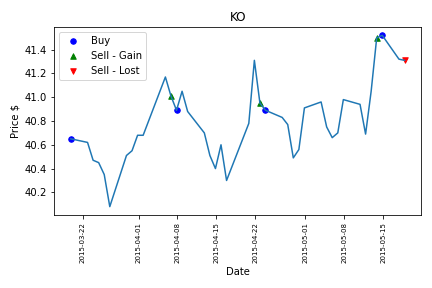 KO
Buy
Sell - Gain
Sell - Lost
Price $
41.4
41.2
41.0
40.8
40.6
40.4
40.2
2015-03-22
2015-04-01
2015-04-08
2015-04-15
2015-04-22
2015-05-01
2015-05-08
2015-05-15
Date